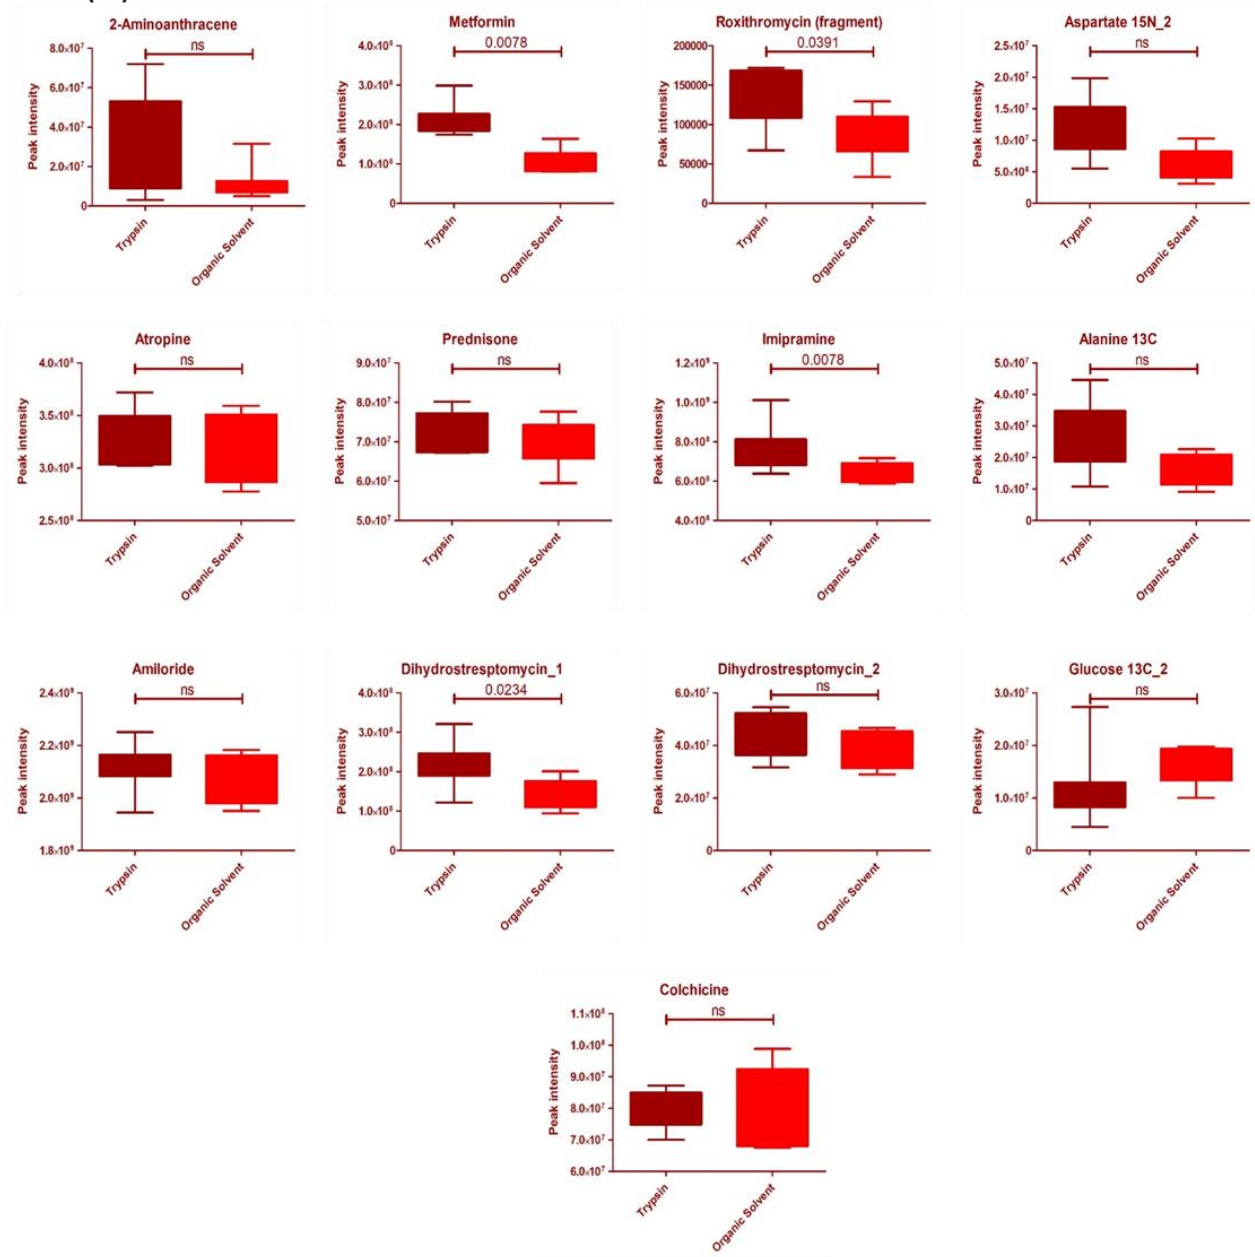 2-Aminoanthracene
ns
Peak intensity
8.0×10⁷
6.0×10⁷
4.0×10⁷
2.0×10⁷
0
Trypsin
Organic Solvent
Metformin
0.0078
Peak intensity
4.0×10⁸
3.0×10⁸
2.0×10⁸
1.0×10⁸
0
Trypsin
Organic Solvent
Roxithromycin (fragment)
0.0391
Peak intensity
200000
150000
100000
50000
0
Trypsin
Organic Solvent
Aspartate 15N_2
ns
Peak intensity
2.5×10⁷
2.0×10⁷
1.5×10⁷
1.0×10⁷
5.0×10⁶
0
Trypsin
Organic Solvent
Atropine
ns
Peak intensity
4.0×10⁸
3.5×10⁸
3.0×10⁸
2.5×10⁸
Trypsin
Organic Solvent
Prednisone
ns
Peak intensity
9.0×10⁷
8.0×10⁷
7.0×10⁷
6.0×10⁷
5.0×10⁷
Trypsin
Organic Solvent
Imipramine
0.0078
Peak intensity
1.2×10⁹
1.0×10⁹
8.0×10⁸
6.0×10⁸
4.0×10⁸
Trypsin
Organic Solvent
Alanine 13C
ns
Peak intensity
5.0×10⁷
4.0×10⁷
3.0×10⁷
2.0×10⁷
1.0×10⁷
0
Trypsin
Organic Solvent
Amiloride
ns
Peak intensity
2.4×10⁹
2.2×10⁹
2.0×10⁹
1.8×10⁹
Trypsin
Organic Solvent
Dihydrostresptomycin_1
0.0234
Peak intensity
4.0×10⁸
3.0×10⁸
2.0×10⁸
1.0×10⁸
0
Trypsin
Organic Solvent
Dihydrostresptomycin_2
ns
Peak intensity
6.0×10⁷
4.0×10⁷
2.0×10⁷
0
Trypsin
Organic Solvent
Glucose 13C_2
ns
Peak intensity
3.0×10⁷
2.0×10⁷
1.0×10⁷
0
Trypsin
Organic Solvent
Colchicine
ns
Peak intensity
1.1×10⁸
1.0×10⁸
9.0×10⁷
8.0×10⁷
7.0×10⁷
6.0×10⁷
Trypsin
Organic Solvent